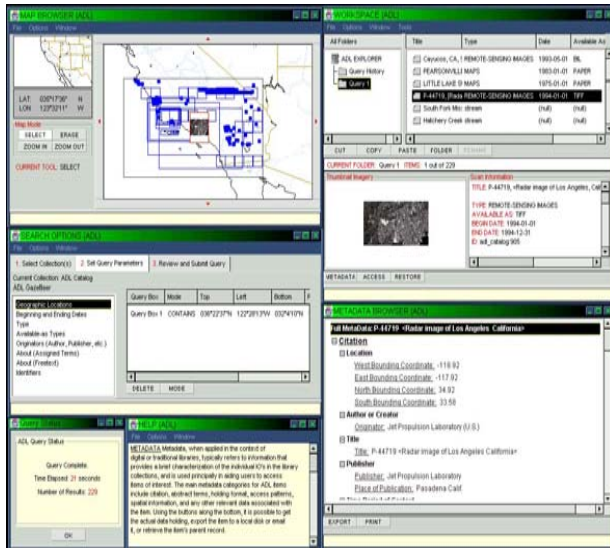 MAP BROWSER (ADL)
File Options Window
LAT: 036°17'36" N
LON: 123°32'11" W
Map Mode
SELECT ERASE
ZOOM IN ZOOM OUT
CURRENT TOOL: SELECT
WORKSPACE (ADL)
File Options Window Tools
All Folders
ADL EXPLORER
Query History
Query 1
Title Type Date Available As
Cayucos, CA, REMOTE-SENSING IMAGES 1993-05-01 BIL
FEARSONVILL MAPS 1983-01-01 PAPER
LITTLE LAKE MAPS 1975-01-01 PAPER
P-44719, <Rada REMOTE-SENSING IMAGES 1994-01-01 TIFF
South Fork Mo: stream (null) (null)
Hatchery Creek stream (null) (null)
CUT COPY PASTE FOLDER RENAME
CURRENT FOLDER: Query 1 ITEMS: 1 out of 229
Thumbnail Imagery
Scan Information
TITLE: P-44719, <Radar image of Los Angeles, Cali
TYPE: REMOTE-SENSING IMAGES
AVAILABLE AS: TIFF
BEGIN DATE: 1994-01-01
END DATE: 1994-12-31
ID: adl_catalog:905
METADATA ACCESS RESTORE
SEARCH OPTIONS (ADL)
File Options Window
1. Select Collection(s) 2. Set Query Parameters 3. Review and Submit Query
Current Collection: ADL Catalog
ADL Gazetteer
Geographic Locations
Beginning and Ending Dates
Type
Available-as Types
Originators (Author, Publisher, etc.)
About (Assigned Terms)
About (Freetext)
Identifiers
Query Box Mode Top Left Bottom
Query Box 1 CONTAINS 036°22'37"N 122°28'13"W 032°41'0"N
DELETE MODE
METADATA BROWSER (ADL)
Full MetaData: P-44719 <Radar image of Los Angeles California>
Citation
Location
West Bounding Coordinate: -118.92
East Bounding Coordinate: -117.92
North Bounding Coordinate: 34.92
South Bounding Coordinate: 33.58
Author or Creator
Originator: Jet Propulsion Laboratory (U.S.)
Title
Title: P-44719 <Radar image of Los Angeles California>
Publisher
Publisher: Jet Propulsion Laboratory
Place of Publication: Pasadena Calif.
EXPORT PRINT
Query Status
ADL Query Status
Query Complete.
Time Elapsed: 21 seconds
Number of Results: 229
OK
HELP (ADL)
File Options Window
METADATA Metadata, when applied in the context of
digital or traditional libraries, typically refers to information that
provides a brief characterization of the individual IO's in the library
collections, and is used principally in aiding users to access
items of interest. The main metadata categories for ADL items
include citation, abstract terms, holding format, access patterns,
spatial information, and any other relevant data associated with
the item. Using the buttons along the bottom, it is possible to get
the actual data holding, export the item to a local disk or email
it, or retrieve the item's parent record.